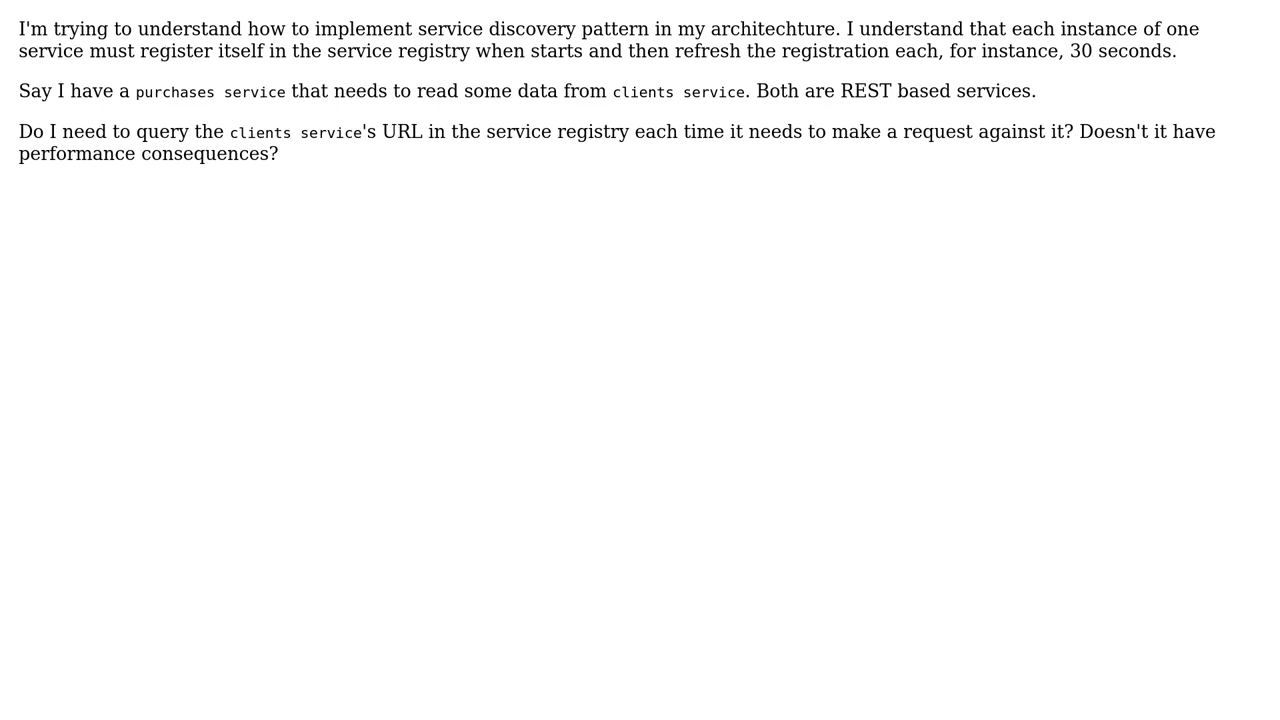 I'm trying to understand how to implement service discovery pattern in my architechture. I understand that each instance of one
service must register itself in the service registry when starts and then refresh the registration each, for instance, 30 seconds.
Say I have a purchases service that needs to read some data from clients service. Both are REST based services.
Do I need to query the clients service's URL in the service registry each time it needs to make a request against it? Doesn't it have
performance consequences?